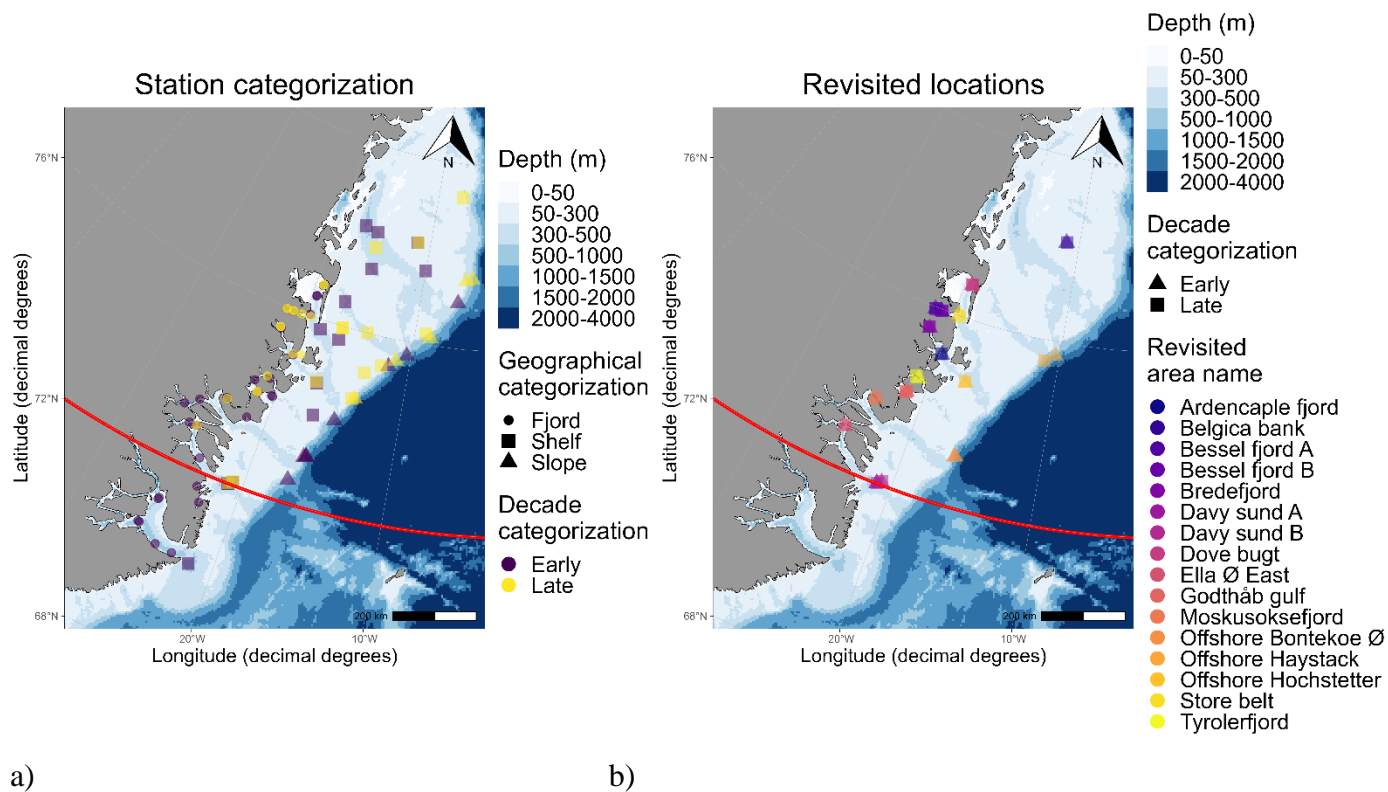 Station categorization
N
76°N
72°N
68°N
Latitude (decimal degrees)
200 km
20°W
10°W
Longitude (decimal degrees)
Depth (m)
0-50
50-300
300-500
500-1000
1000-1500
1500-2000
2000-4000
Geographical
categorization
Fjord
Shelf
Slope
Decade
categorization
Early
Late
a)
Revisited locations
N
76°N
72°N
68°N
Latitude (decimal degrees)
200 km
20°W
10°W
Longitude (decimal degrees)
Depth (m)
0-50
50-300
300-500
500-1000
1000-1500
1500-2000
2000-4000
Decade
categorization
Early
Late
Revisited
area name
Ardencaple fjord
Belgica bank
Bessel fjord A
Bessel fjord B
Bredefjord
Davy sund A
Davy sund B
Dove bugt
Ella Ø East
Godthåb gulf
Moskusoksefjord
Offshore Bontekoe Ø
Offshore Haystack
Offshore Hochstetter
Store belt
Tyrolerfjord
b)